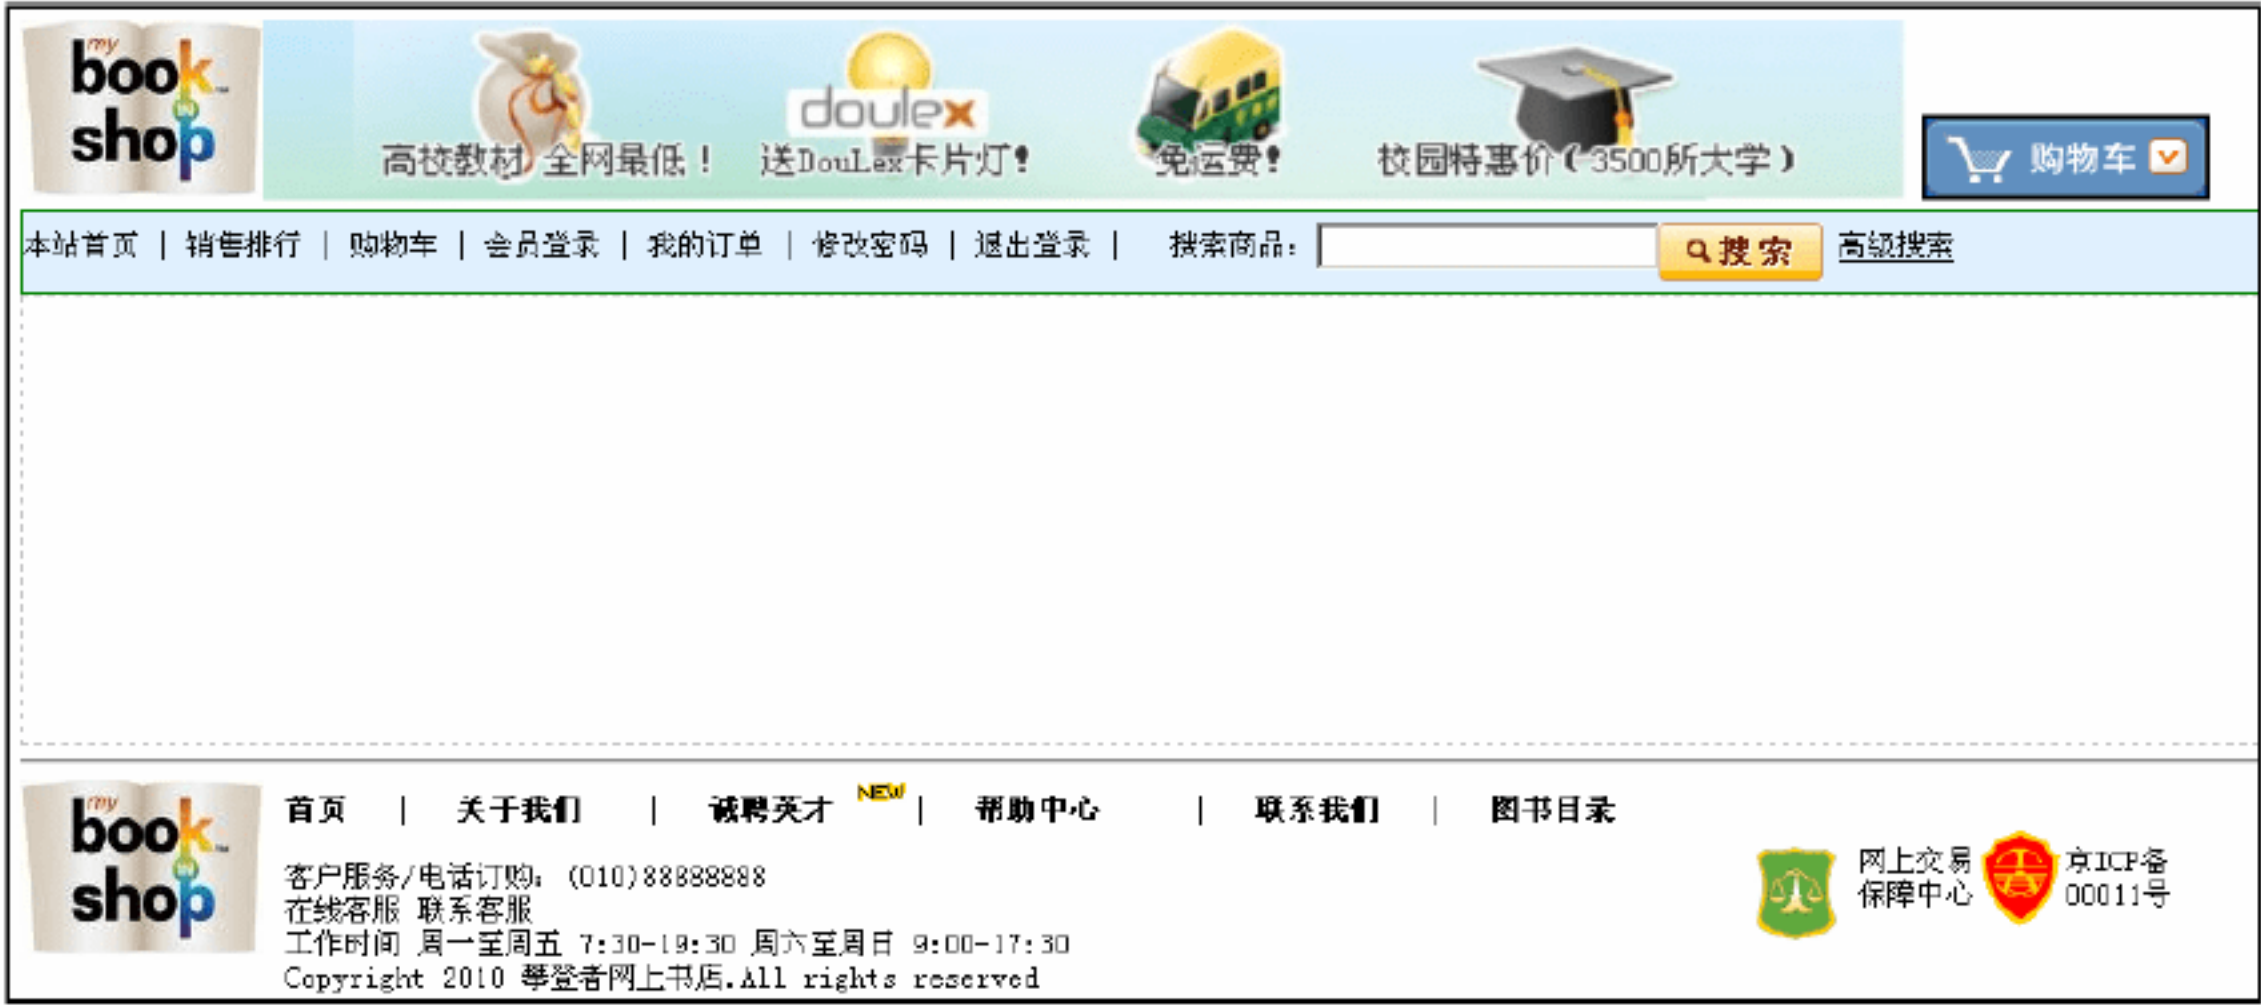 my
book
in
shop
doulex
高校教材 全网最低！ 送DouLex卡片灯！ 免运费！ 校园特惠价（3500所大学）
购物车
本站首页 | 销售排行 | 购物车 | 会员登录 | 我的订单 | 修改密码 | 退出登录 | 搜索商品： 搜索 高级搜索
my
book
in
shop
首页 | 关于我们 | 诚聘英才 NEW | 帮助中心 | 联系我们 | 图书目录
客户服务/电话订购：(010)88888888
在线客服 联系客服
工作时间 周一至周五 7:30-19:30 周六至周日 9:00-17:30
Copyright 2010 攀登者网上书店.All rights reserved
网上交易
保障中心
京ICP备
00011号